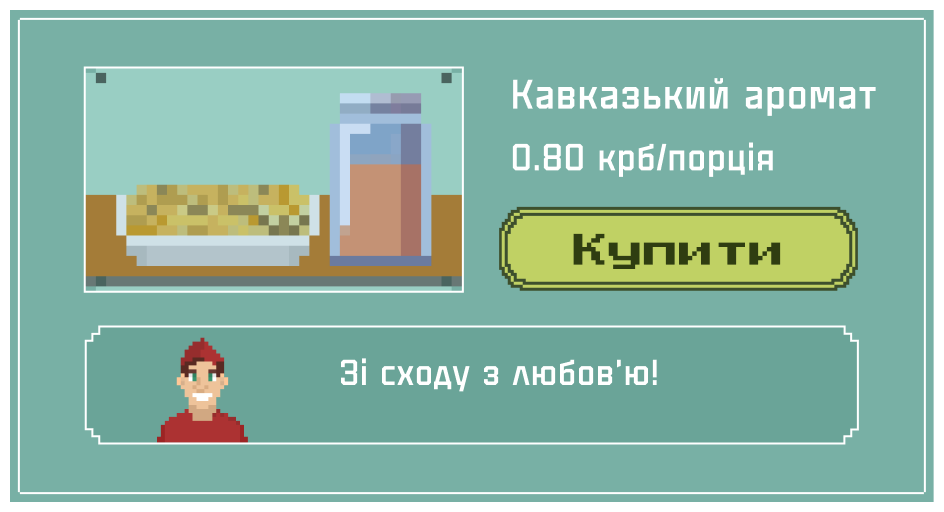 Кавказький аромат
0.80 крб/порція
Купити
Зі сходу з любов'ю!